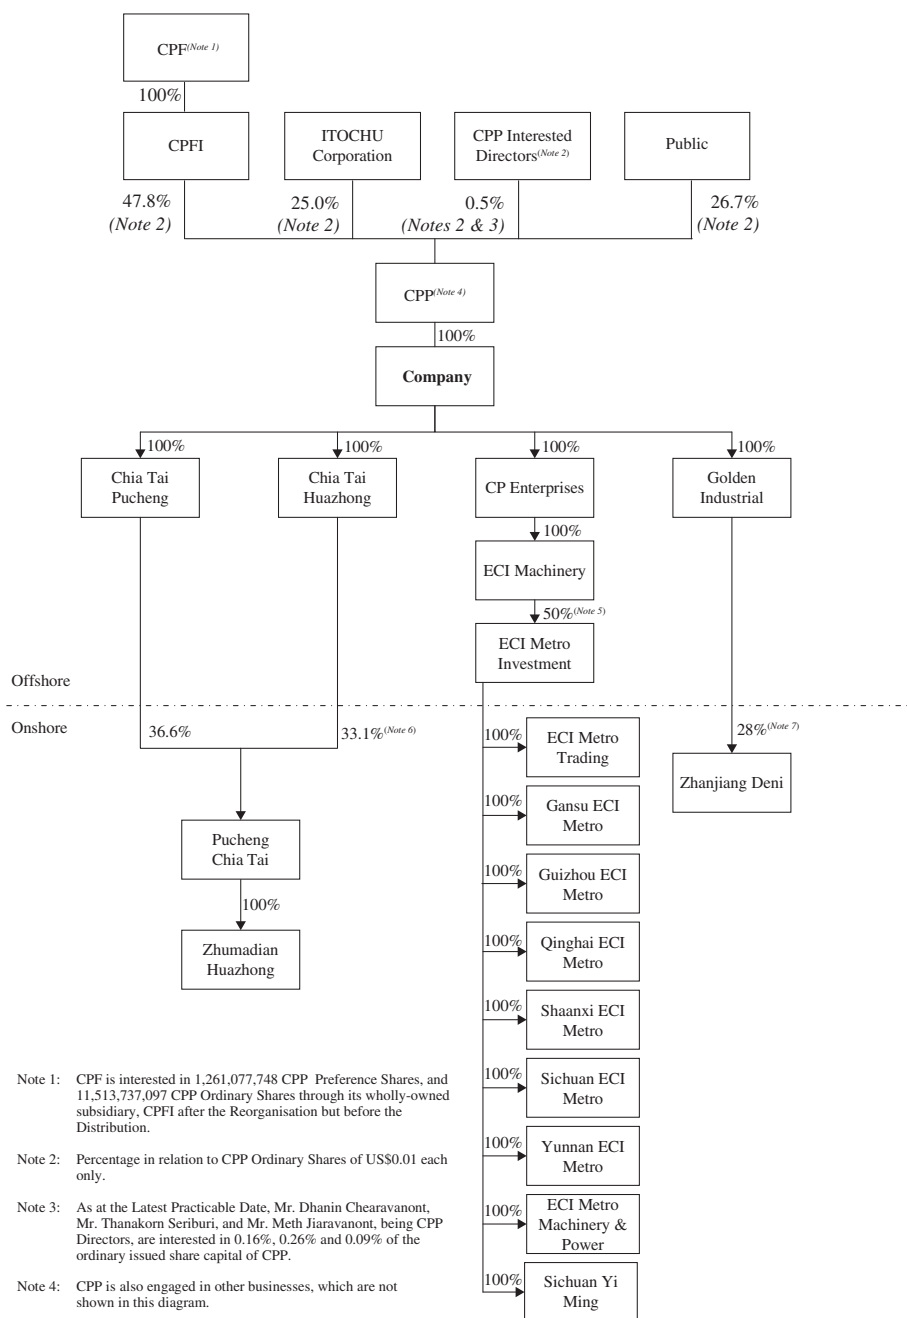 CPF(Note 1)
100%
CPFI
ITOCHU
Corporation
CPP Interested
Directors(Note 2)
Public
47.8%
(Note 2)
25.0%
(Note 2)
0.5%
(Notes 2 & 3)
26.7%
(Note 2)
CPP(Note 4)
100%
Company
100%
100%
100%
100%
Chia Tai
Pucheng
Chia Tai
Huazhong
CP Enterprises
Golden
Industrial
100%
ECI Machinery
50%(Note 5)
ECI Metro
Investment
Offshore
Onshore
36.6%
33.1%(Note 6)
28%(Note 7)
Zhanjiang Deni
Pucheng
Chia Tai
100%
Zhumadian
Huazhong
100%
ECI Metro
Trading
100%
Gansu ECI
Metro
100%
Guizhou ECI
Metro
100%
Qinghai ECI
Metro
100%
Shaanxi ECI
Metro
100%
Sichuan ECI
Metro
100%
Yunnan ECI
Metro
100%
ECI Metro
Machinery &
Power
100%
Sichuan Yi
Ming
Note 1: CPF is interested in 1,261,077,748 CPP Preference Shares, and
11,513,737,097 CPP Ordinary Shares through its wholly-owned
subsidiary, CPFI after the Reorganisation but before the
Distribution.
Note 2: Percentage in relation to CPP Ordinary Shares of US$0.01 each
only.
Note 3: As at the Latest Practicable Date, Mr. Dhanin Chearavanont,
Mr. Thanakorn Seriburi, and Mr. Meth Jiaravanont, being CPP
Directors, are interested in 0.16%, 0.26% and 0.09% of the
ordinary issued share capital of CPP.
Note 4: CPP is also engaged in other businesses, which are not
shown in this diagram.